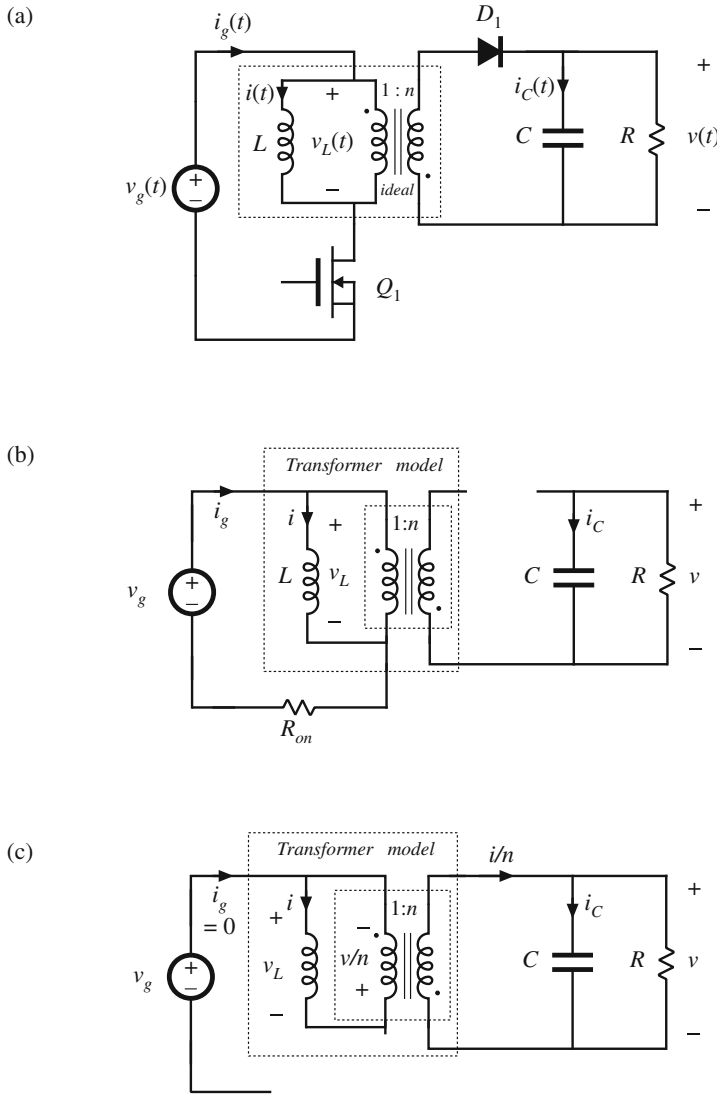 (a)
i_g(t)
D_1
i(t)
+
1 : n
i_C(t)
+
L
v_L(t)
C
R
v(t)
v_g(t)
+
−
−
ideal
−
Q_1
(b)
Transformer model
i_g
i
+
1:n
i_C
+
v_g
+
−
L
v_L
C
R
v
−
−
R_on
(c)
Transformer model
i/n
i_g
= 0
i
+
1:n
−
i_C
+
v_g
+
−
v_L
v/n
C
R
v
−
+
−